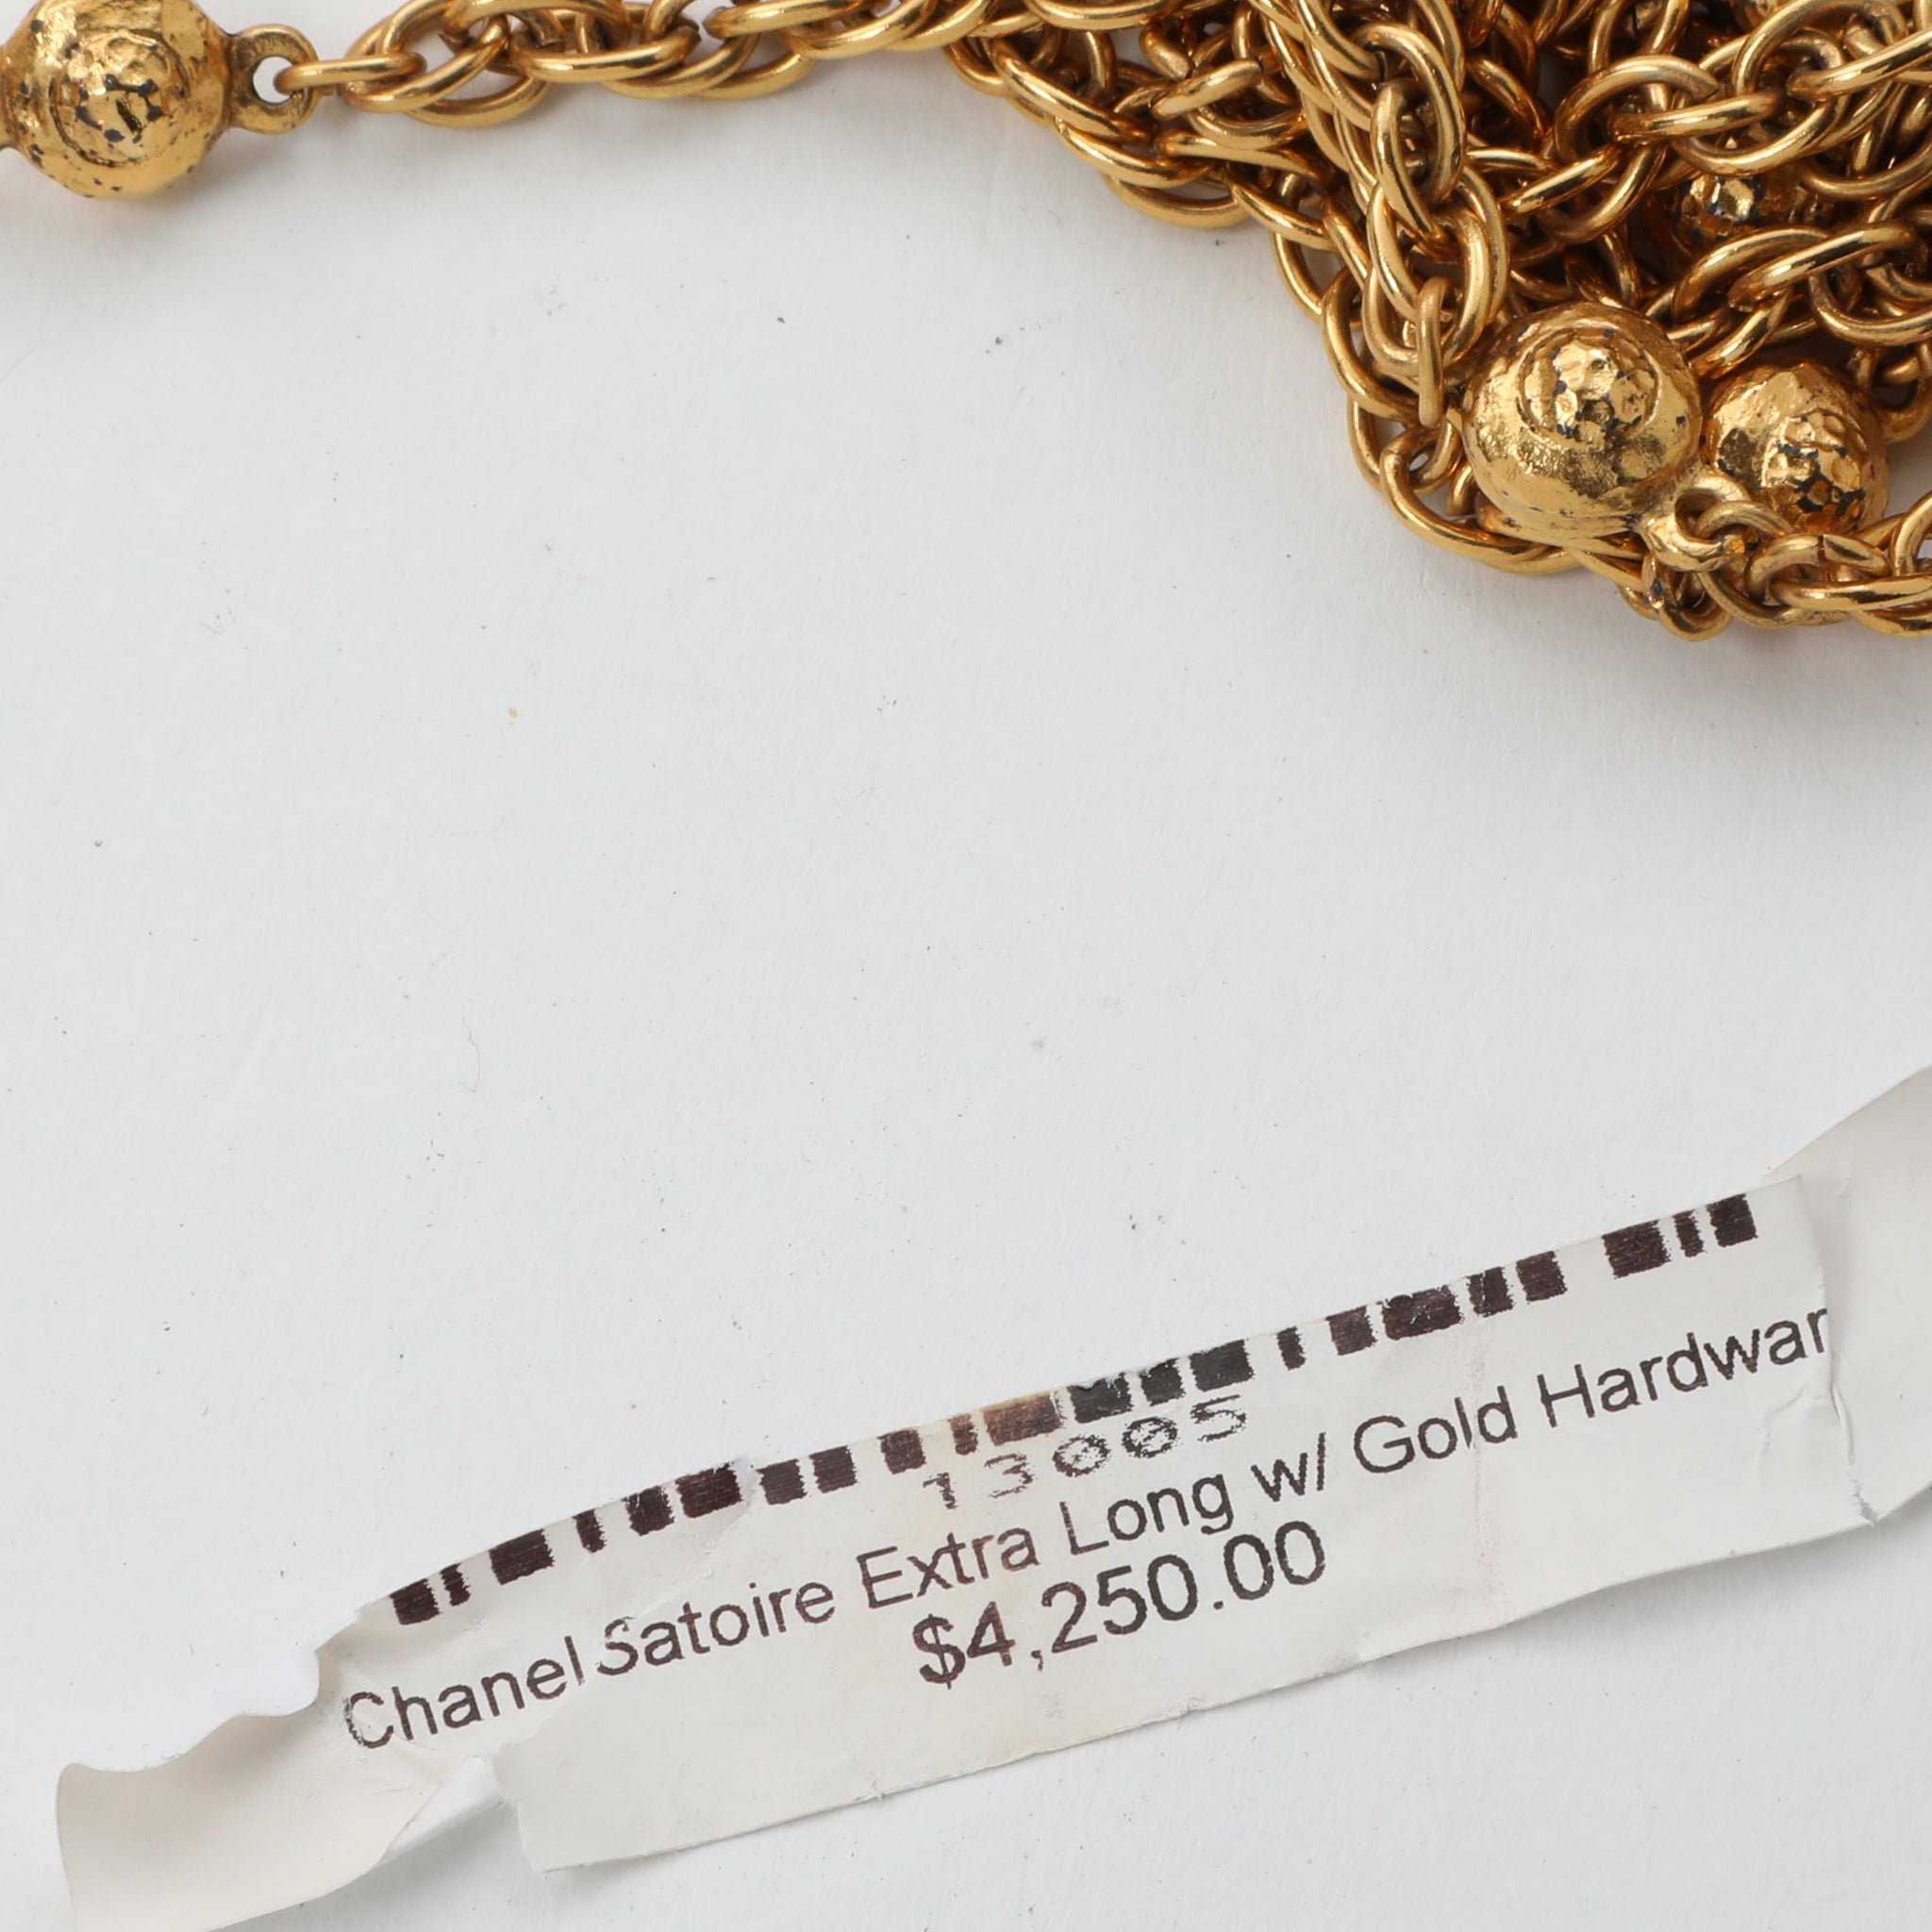 13005
Chanel Satoire Extra Long w/ Gold Hardwar
$4,250.00